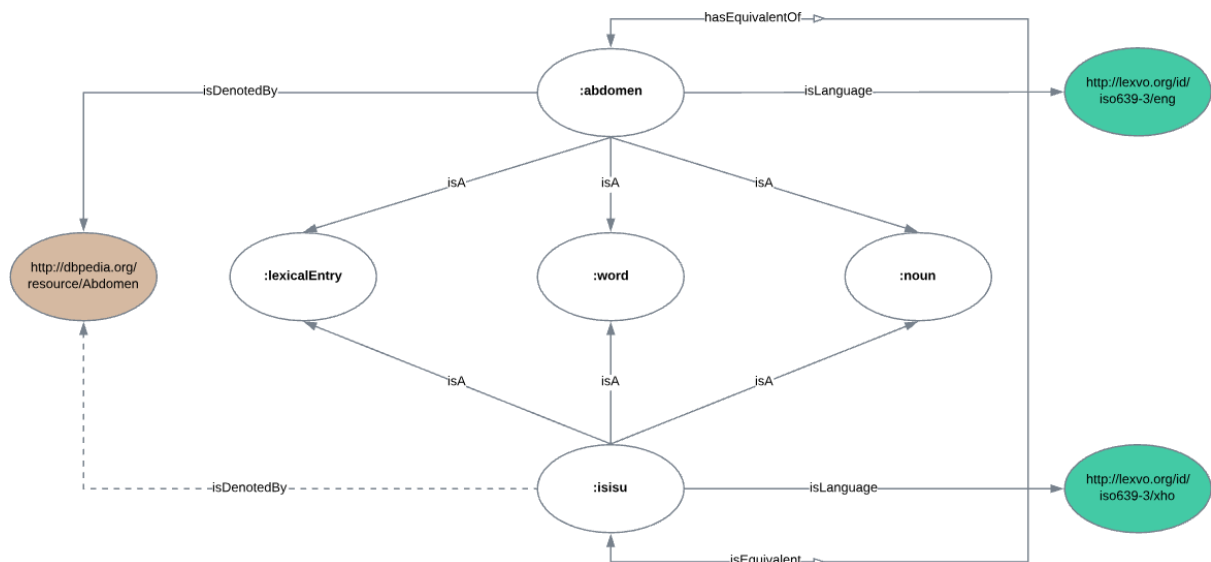 hasEquivalentOf
isDenotedBy
:abdomen
isLanguage
http://lexvo.org/id/
iso639-3/eng
isA
isA
isA
http://dbpedia.org/
resource/Abdomen
:lexicalEntry
:word
:noun
isA
isA
isA
isDenotedBy
:isisu
isLanguage
http://lexvo.org/id/
iso639-3/xho
isEquivalent